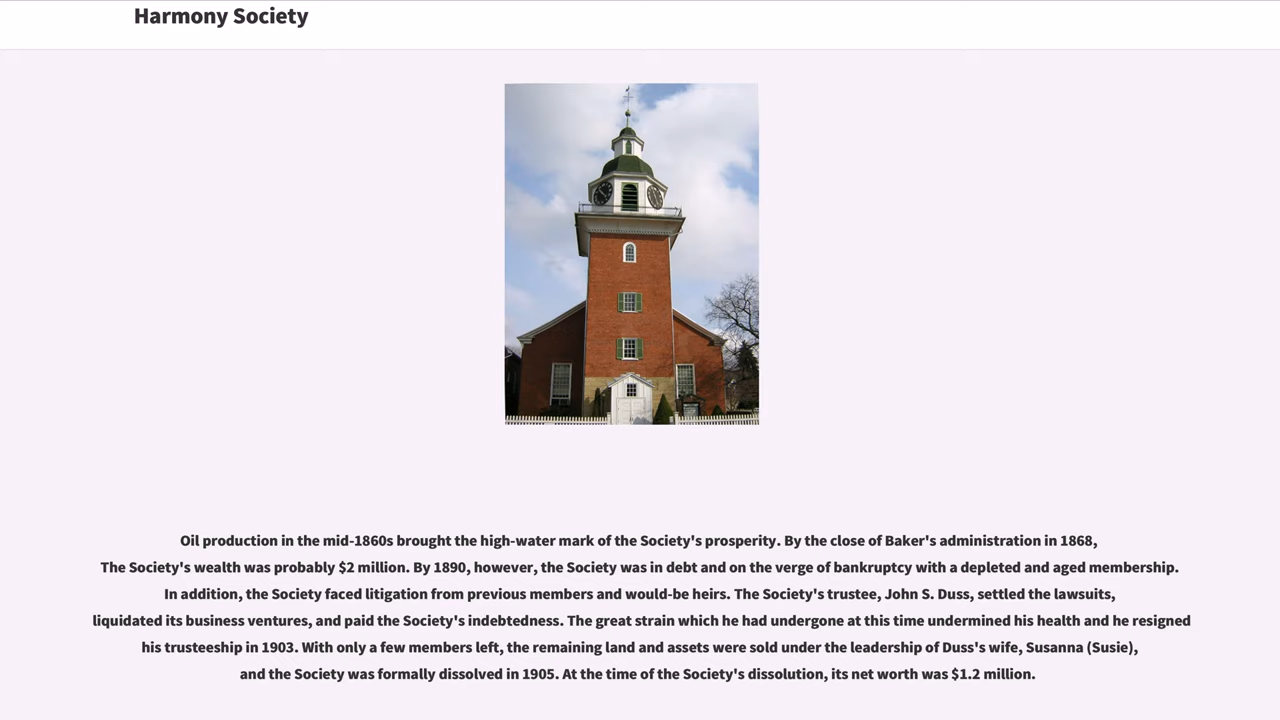 Harmony Society
Oil production in the mid-1860s brought the high-water mark of the Society's prosperity. By the close of Baker's administration in 1868,
The Society's wealth was probably $2 million. By 1890, however, the Society was in debt and on the verge of bankruptcy with a depleted and aged membership.
In addition, the Society faced litigation from previous members and would-be heirs. The Society's trustee, John S. Duss, settled the lawsuits,
liquidated its business ventures, and paid the Society's indebtedness. The great strain which he had undergone at this time undermined his health and he resigned
his trusteeship in 1903. With only a few members left, the remaining land and assets were sold under the leadership of Duss's wife, Susanna (Susie),
and the Society was formally dissolved in 1905. At the time of the Society's dissolution, its net worth was $1.2 million.